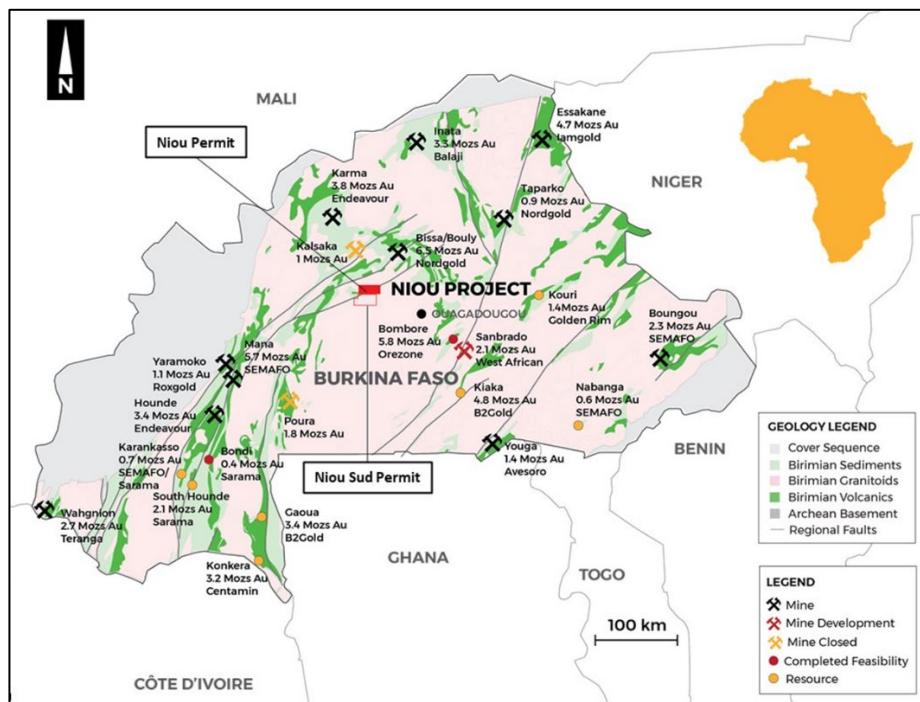 N
MALI
Niou Permit
Essakane
4.7 Mozs Au
Iamgold
Inata
3.3 Mozs Au
Balaji
NIGER
Karma
3.8 Mozs Au
Endeavour
Taparko
0.9 Mozs Au
Nordgold
Kalsaka
1 Mozs Au
Bissa/Bouly
6.5 Mozs Au
Nordgold
NIOU PROJECT
OUAGADOUGOU
Kouri
1.4Mozs Au
Golden Rim
Boungou
2.3 Mozs Au
SEMAFO
Bombore
5.8 Mozs Au
Orezone
Sanbrado
2.1 Mozs Au
West African
Mana
5.7 Mozs Au
SEMAFO
Yaramoko
1.1 Mozs Au
Roxgold
BURKINA FASO
Kiaka
4.8 Mozs Au
B2Gold
Nabanga
0.6 Mozs Au
SEMAFO
Hounde
3.4 Mozs Au
Endeavour
Poura
1.8 Mozs Au
Karankasso
0.7 Mozs Au
SEMAFO/
Sarama
Bondi
0.4 Mozs Au
Sarama
Niou Sud Permit
Youga
1.4 Mozs Au
Avesoro
BENIN
South Hounde
2.1 Mozs Au
Sarama
Wahgnion
2.7 Mozs Au
Teranga
Gaoua
3.4 Mozs Au
B2Gold
Konkera
3.2 Mozs Au
Centamin
GHANA
TOGO
CÔTE D'IVOIRE
100 km
GEOLOGY LEGEND
Cover Sequence
Birimian Sediments
Birimian Granitoids
Birimian Volcanics
Archean Basement
Regional Faults
LEGEND
Mine
Mine Development
Mine Closed
Completed Feasibility
Resource